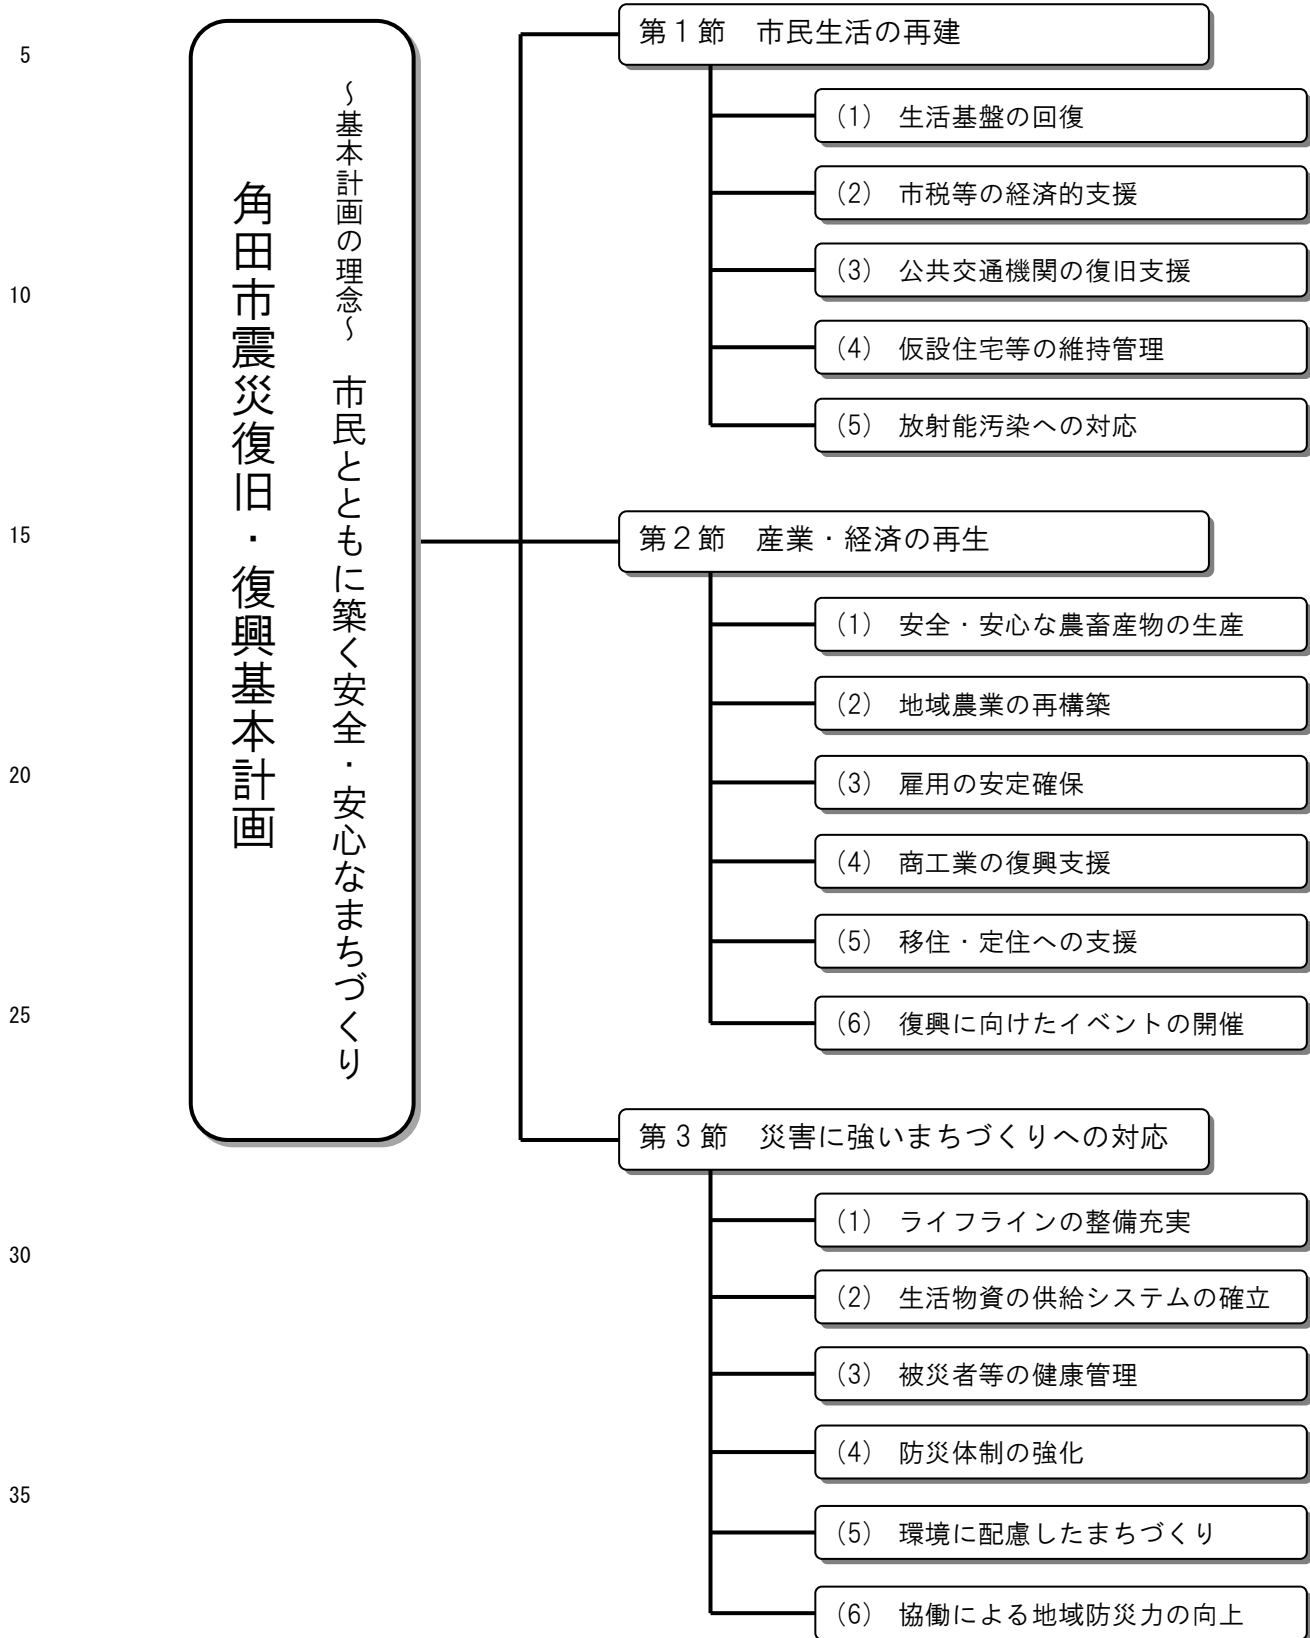 角田市震災復旧・復興基本計画
～基本計画の理念～　市民とともに築く安全・安心なまちづくり
第１節　市民生活の再建
(1)　生活基盤の回復
(2)　市税等の経済的支援
(3)　公共交通機関の復旧支援
(4)　仮設住宅等の維持管理
(5)　放射能汚染への対応
第２節　産業・経済の再生
(1)　安全・安心な農畜産物の生産
(2)　地域農業の再構築
(3)　雇用の安定確保
(4)　商工業の復興支援
(5)　移住・定住への支援
(6)　復興に向けたイベントの開催
第３節　災害に強いまちづくりへの対応
(1)　ライフラインの整備充実
(2)　生活物資の供給システムの確立
(3)　被災者等の健康管理
(4)　防災体制の強化
(5)　環境に配慮したまちづくり
(6)　協働による地域防災力の向上
5
10
15
20
25
30
35